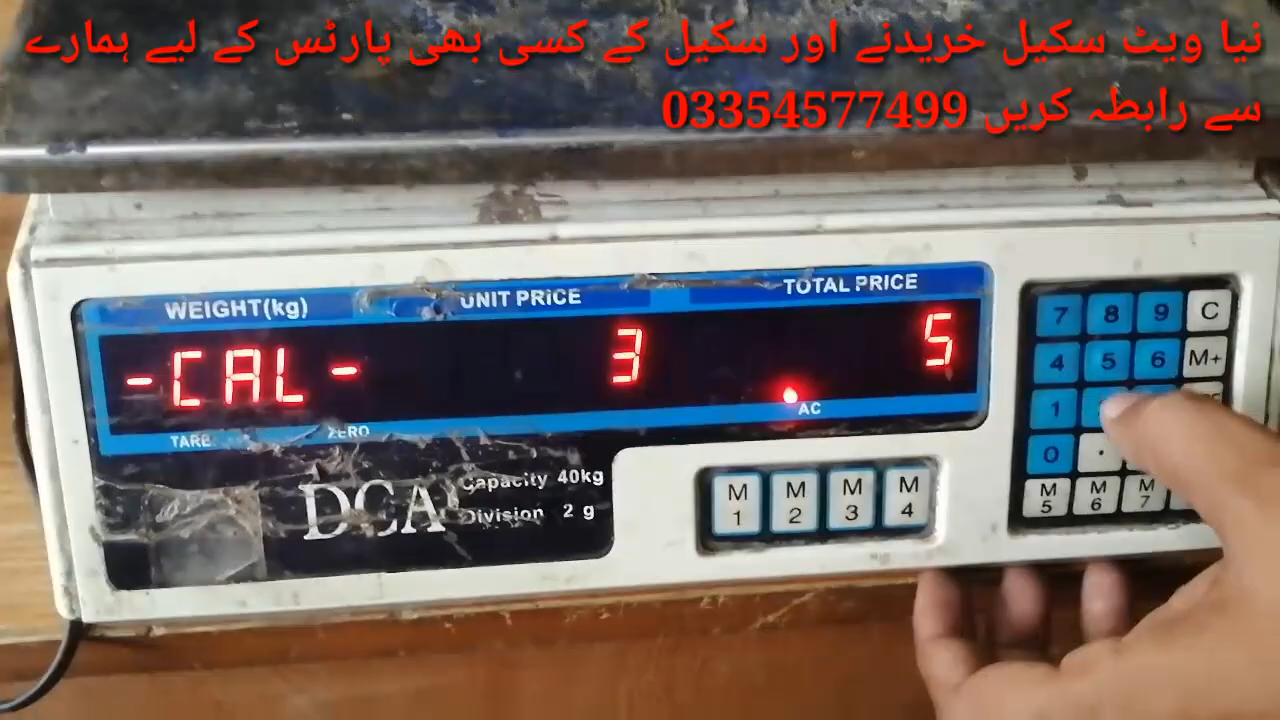 نیا ویٹ سکیل خریدنے اور سکیل کے کسی بھی پارٹس کے لیے ہمارے
سے رابطہ کریں 03354577499
WEIGHT(kg) UNIT PRICE TOTAL PRICE
-CAL- 3 . 5
ZERO AC
DCA
Capacity 40kg
Division 2 g
M 1 M 2 M 3 M 4
7 8 9 C
4 5 6 M+
1
0 .
M 5 M 6 M 7